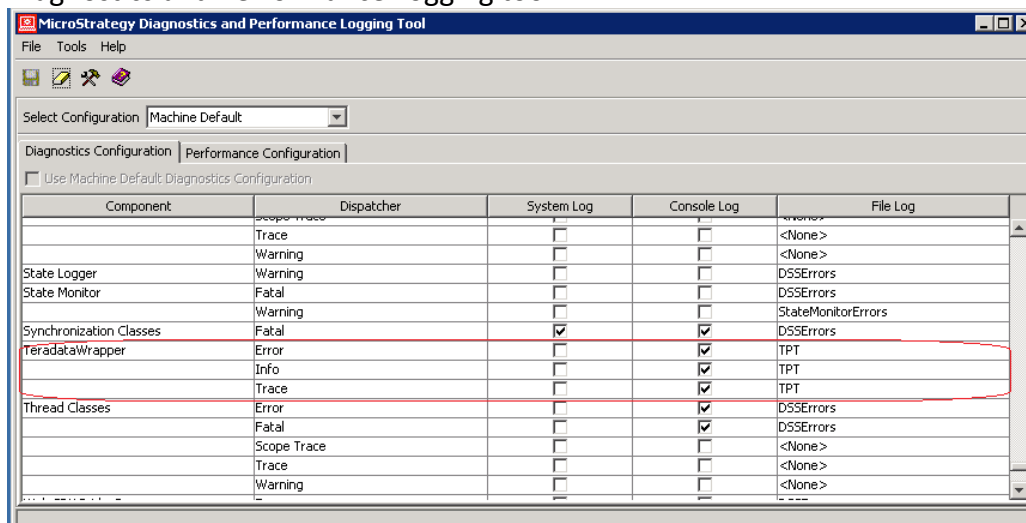 MicroStrategy Diagnostics and Performance Logging Tool
File Tools Help
Select Configuration Machine Default
Diagnostics Configuration Performance Configuration
Use Machine Default Diagnostics Configuration
Component Dispatcher System Log Console Log File Log
Trace <None>
Warning <None>
State Logger Warning DSSErrors
State Monitor Fatal DSSErrors
Warning StateMonitorErrors
Synchronization Classes Fatal DSSErrors
TeradataWrapper Error TPT
Info TPT
Trace TPT
Thread Classes Error DSSErrors
Fatal DSSErrors
Scope Trace <None>
Trace <None>
Warning <None>